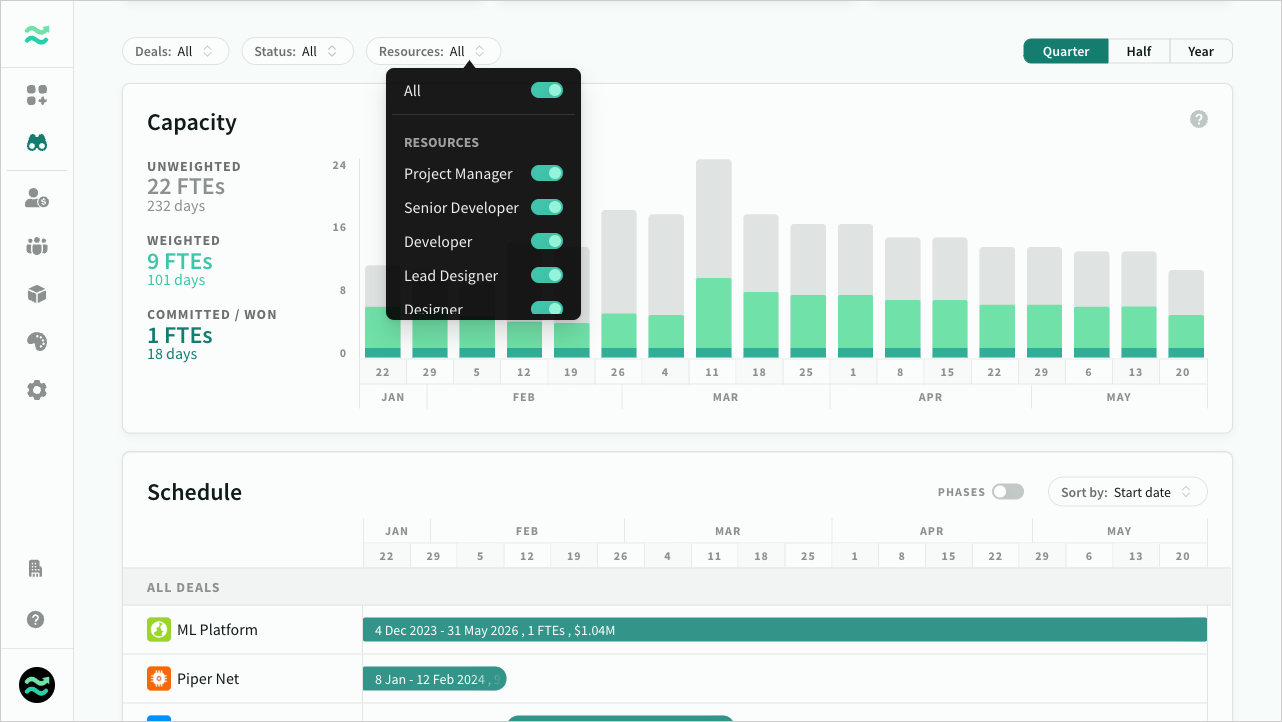 Deals: All
Status: All
Resources: All
Quarter
Half
Year
All
RESOURCES
Project Manager
Senior Developer
Developer
Lead Designer
Designer
Capacity
?
UNWEIGHTED
22 FTEs
232 days
WEIGHTED
9 FTEs
101 days
COMMITTED / WON
1 FTEs
18 days
24
16
8
0
22 29 5 12 19 26 4 11 18 25 1 8 15 22 29 6 13 20
JAN FEB MAR APR MAY
Schedule
PHASES
Sort by: Start date
JAN FEB MAR APR MAY
22 29 5 12 19 26 4 11 18 25 1 8 15 22 29 6 13 20
ALL DEALS
ML Platform
4 Dec 2023 - 31 May 2026 , 1 FTEs , $1.04M
Piper Net
8 Jan - 12 Feb 2024 , 9
?